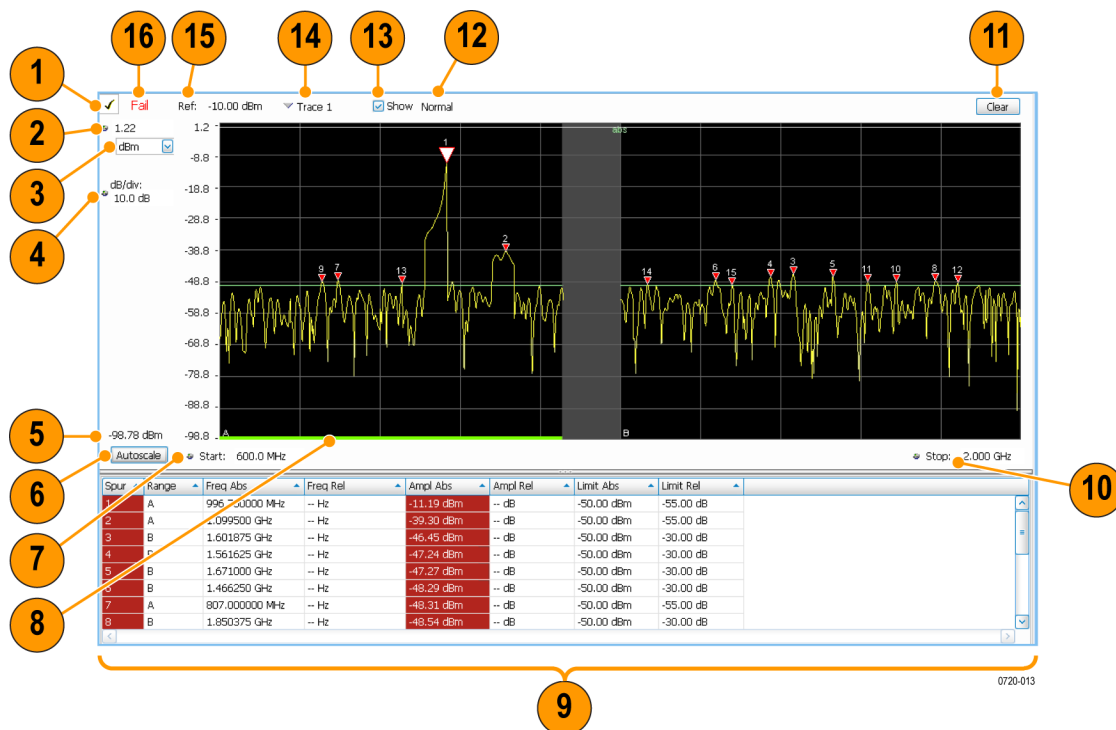 16 15 14 13 12 11
1
Fail Ref: -10.00 dBm Trace 1 Show Normal Clear
2
1.22
dBm
3
dB/div:
10.0 dB
4
1.2
-8.8
-18.8
-28.8
-38.8
-48.8
-58.8
-68.8
-78.8
-88.8
-98.8
abs
1
2
9 7 13 14 6 15 4 3 5 11 10 8 12
A B
5
-98.78 dBm
6
Autoscale Start: 600.0 MHz Stop: 2.000 GHz
10
7
8
Spur Range Freq Abs Freq Rel Ampl Abs Ampl Rel Limit Abs Limit Rel
1 A MHz -- Hz -11.19 dBm -- dB -50.00 dBm -55.00 dB
2 A 1.099500 GHz -- Hz -39.30 dBm -- dB -50.00 dBm -55.00 dB
3 B 1.601875 GHz -- Hz -46.45 dBm -- dB -50.00 dBm -30.00 dB
4 1.561625 GHz -- Hz -47.24 dBm -- dB -50.00 dBm -30.00 dB
5 B 1.671000 GHz -- Hz -47.27 dBm -- dB -50.00 dBm -30.00 dB
B 1.466250 GHz -- Hz -48.29 dBm -- dB -50.00 dBm -30.00 dB
7 A 807.000000 MHz -- Hz -48.31 dBm -- dB -50.00 dBm -55.00 dB
8 B 1.850375 GHz -- Hz -48.54 dBm -- dB -50.00 dBm -30.00 dB
9
0720-013